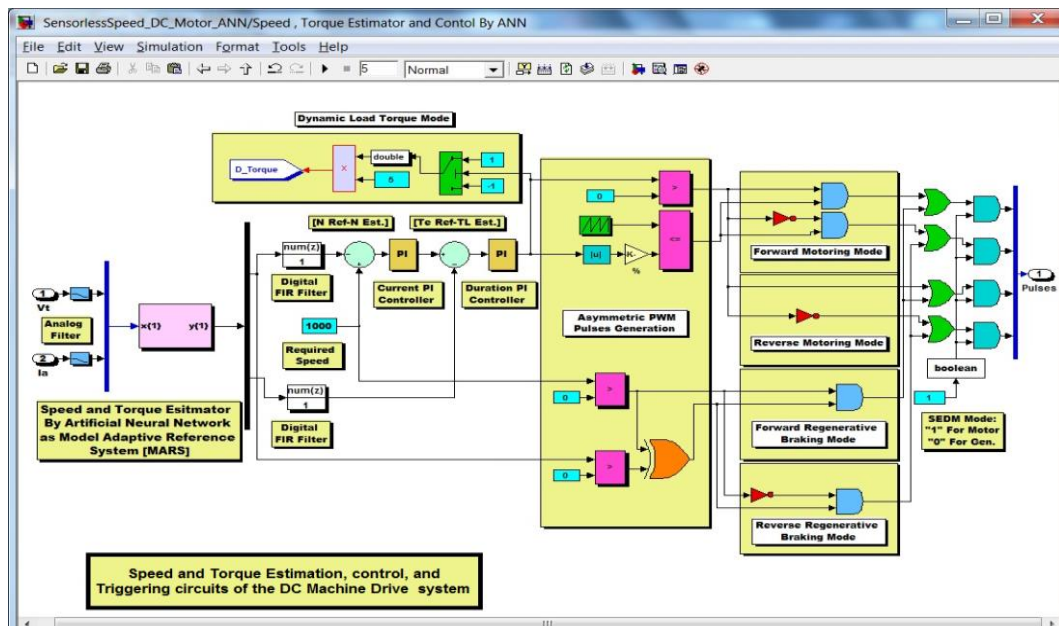 SensorlessSpeed_DC_Motor_ANN/Speed , Torque Estimator and Contol By ANN
File Edit View Simulation Format Tools Help
5
Normal
Dynamic Load Torque Mode
D_Torque
X
double
5
1
-1
[N Ref-N Est.]
[Te Ref-TL Est.]
num(z)
1
Digital
FIR Filter
PI
PI
Current PI
Controller
Duration PI
Controller
1
Vt
Analog
Filter
2
Ia
x{1} y{1}
1000
Required
Speed
num(z)
1
Digital
FIR Filter
Speed and Torque Esitmator
By Artificial Neural Network
as Model Adaptive Reference
System [MARS]
0
>
<=
|u|
-K-
%
Asymmetric PWM
Pulses Generation
>
0
>
0
Forward Motoring Mode
Reverse Motoring Mode
Forward Regenerative
Braking Mode
Reverse Regenerative
Braking Mode
1
Pulses
boolean
1
SEDM Mode:
"1" For Motor
"0" For Gen.
Speed and Torque Estimation, control, and
Triggering circuits of the DC Machine Drive system